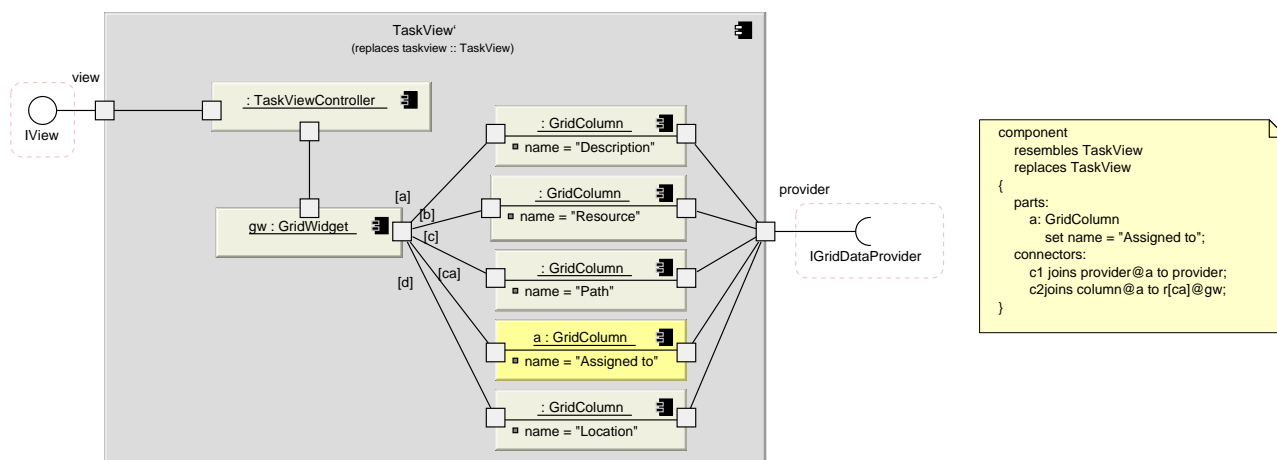 TaskView‘
(replaces taskview :: TaskView)
view
IView
: TaskViewController
gw : GridWidget
[a]
[b]
[c]
[ca]
[d]
: GridColumn
name = "Description"
: GridColumn
name = "Resource"
: GridColumn
name = "Path"
a : GridColumn
name = "Assigned to"
: GridColumn
name = "Location"
provider
IGridDataProvider
component
resembles TaskView
replaces TaskView
{
parts:
a: GridColumn
set name = "Assigned to";
connectors:
c1 joins provider@a to provider;
c2joins column@a to r[ca]@gw;
}